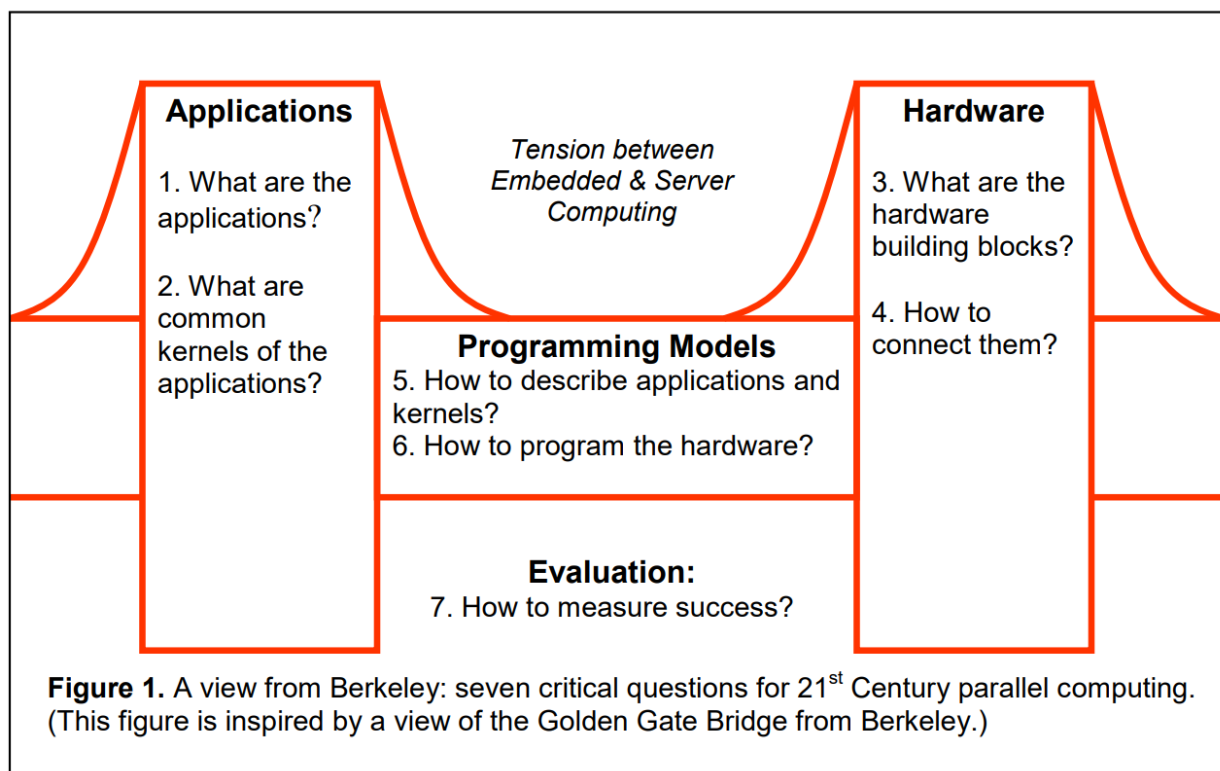 Applications
1. What are the
applications?
2. What are
common
kernels of the
applications?
Tension between
Embedded & Server
Computing
Hardware
3. What are the
hardware
building blocks?
4. How to
connect them?
Programming Models
5. How to describe applications and
kernels?
6. How to program the hardware?
Evaluation:
7. How to measure success?
Figure 1. A view from Berkeley: seven critical questions for 21st Century parallel computing.
(This figure is inspired by a view of the Golden Gate Bridge from Berkeley.)